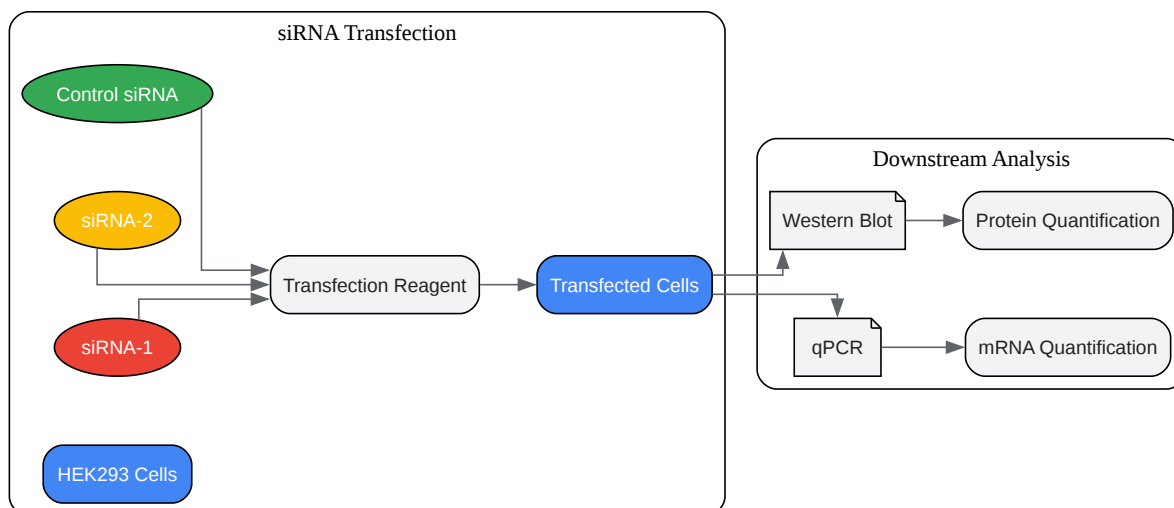 siRNA Transfection
Control siRNA
siRNA-2
siRNA-1
HEK293 Cells
Transfection Reagent
Transfected Cells
Downstream Analysis
Western Blot
Protein Quantification
qPCR
mRNA Quantification